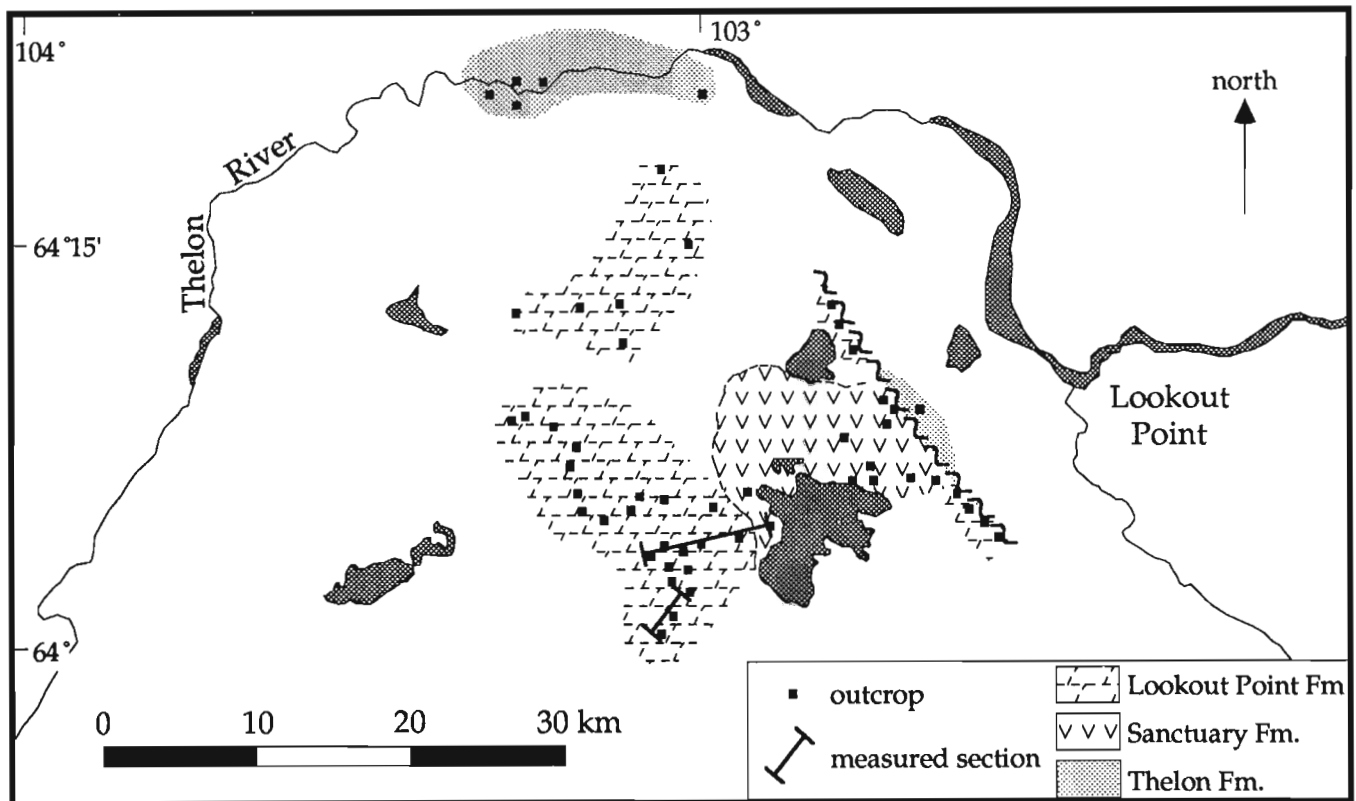 104°
103°
north
River
Thelon
64°15'
Lookout
Point
64°
0 10 20 30 km
outcrop
measured section
Lookout Point Fm
Sanctuary Fm.
Thelon Fm.